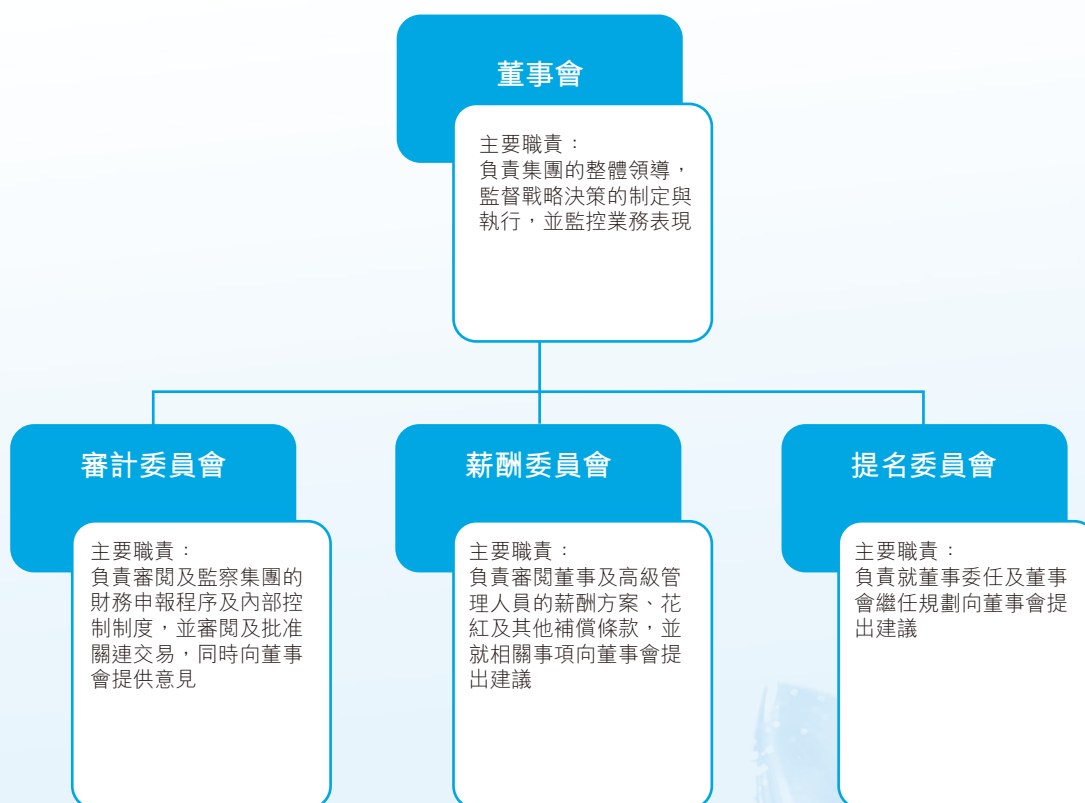 董事會
主要職責：
負責集團的整體領導，
監督戰略決策的制定與
執行，並監控業務表現
審計委員會
主要職責：
負責審閱及監察集團的
財務申報程序及內部控
制制度，並審閱及批准
關連交易，同時向董事
會提供意見
薪酬委員會
主要職責：
負責審閱董事及高級管
理人員的薪酬方案、花
紅及其他補償條款，並
就相關事項向董事會提
出建議
提名委員會
主要職責：
負責就董事委任及董事
會繼任規劃向董事會提
出建議